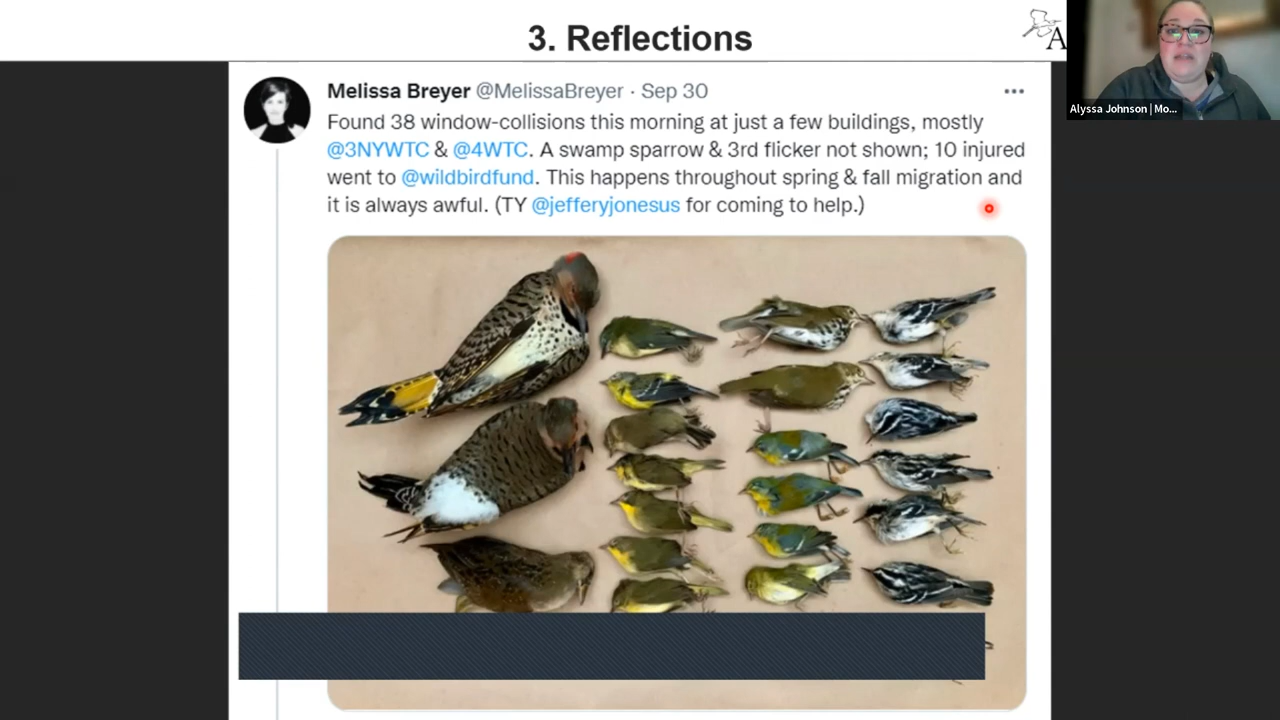 3. Reflections
A
Alyssa Johnson | Mo...
Melissa Breyer @MelissaBreyer · Sep 30
Found 38 window-collisions this morning at just a few buildings, mostly
@3NYWTC & @4WTC. A swamp sparrow & 3rd flicker not shown; 10 injured
went to @wildbirdfund. This happens throughout spring & fall migration and
it is always awful. (TY @jefferyjonesus for coming to help.)